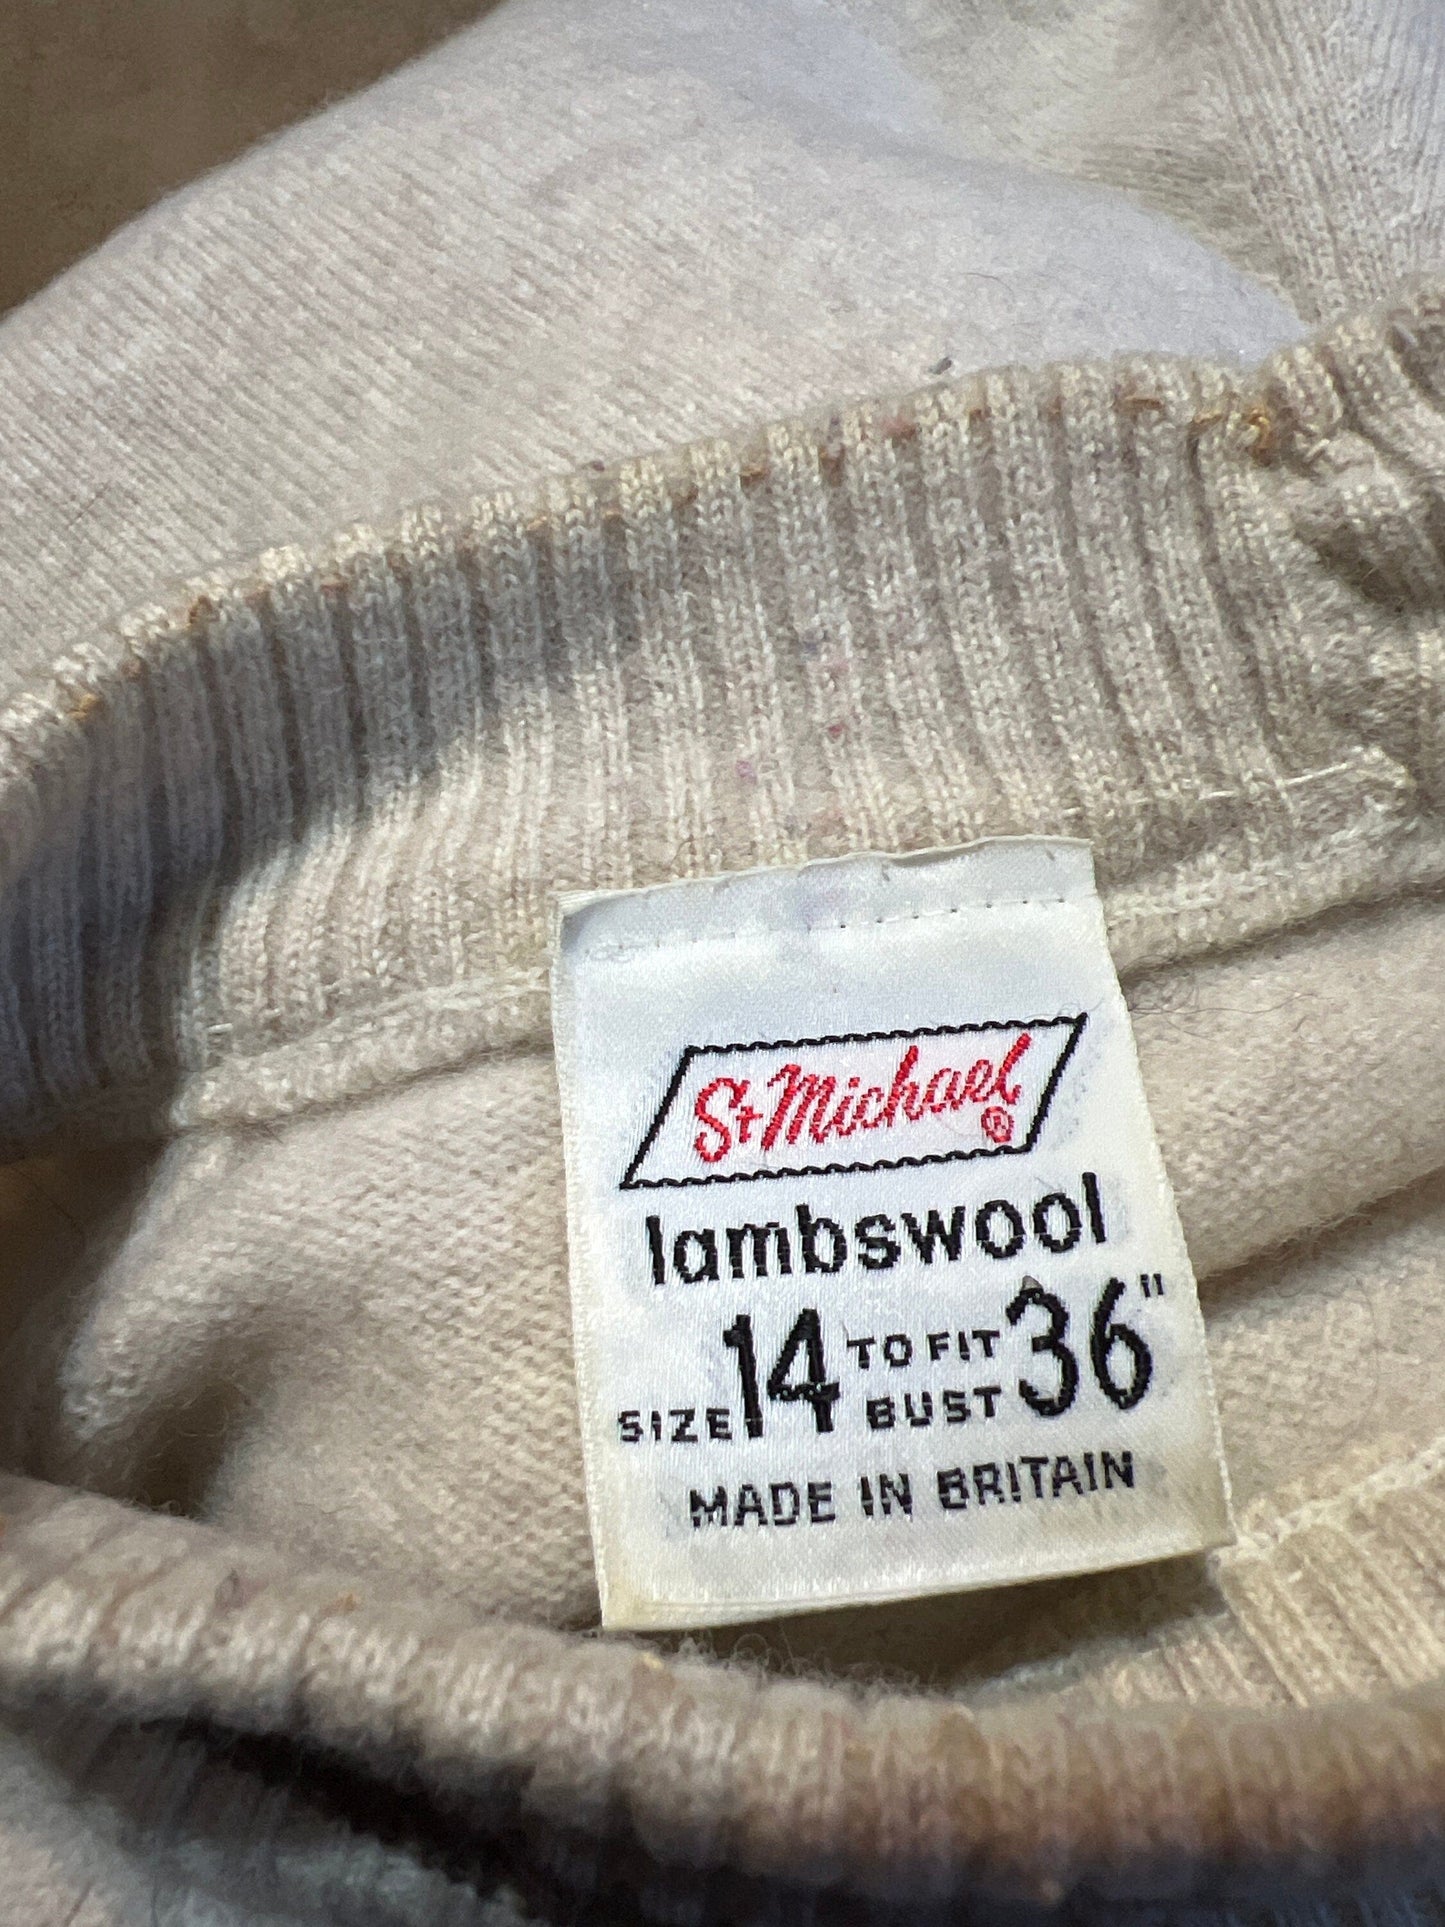 St Michael ®
lambswool
SIZE 14 TO FIT BUST 36"
MADE IN BRITAIN